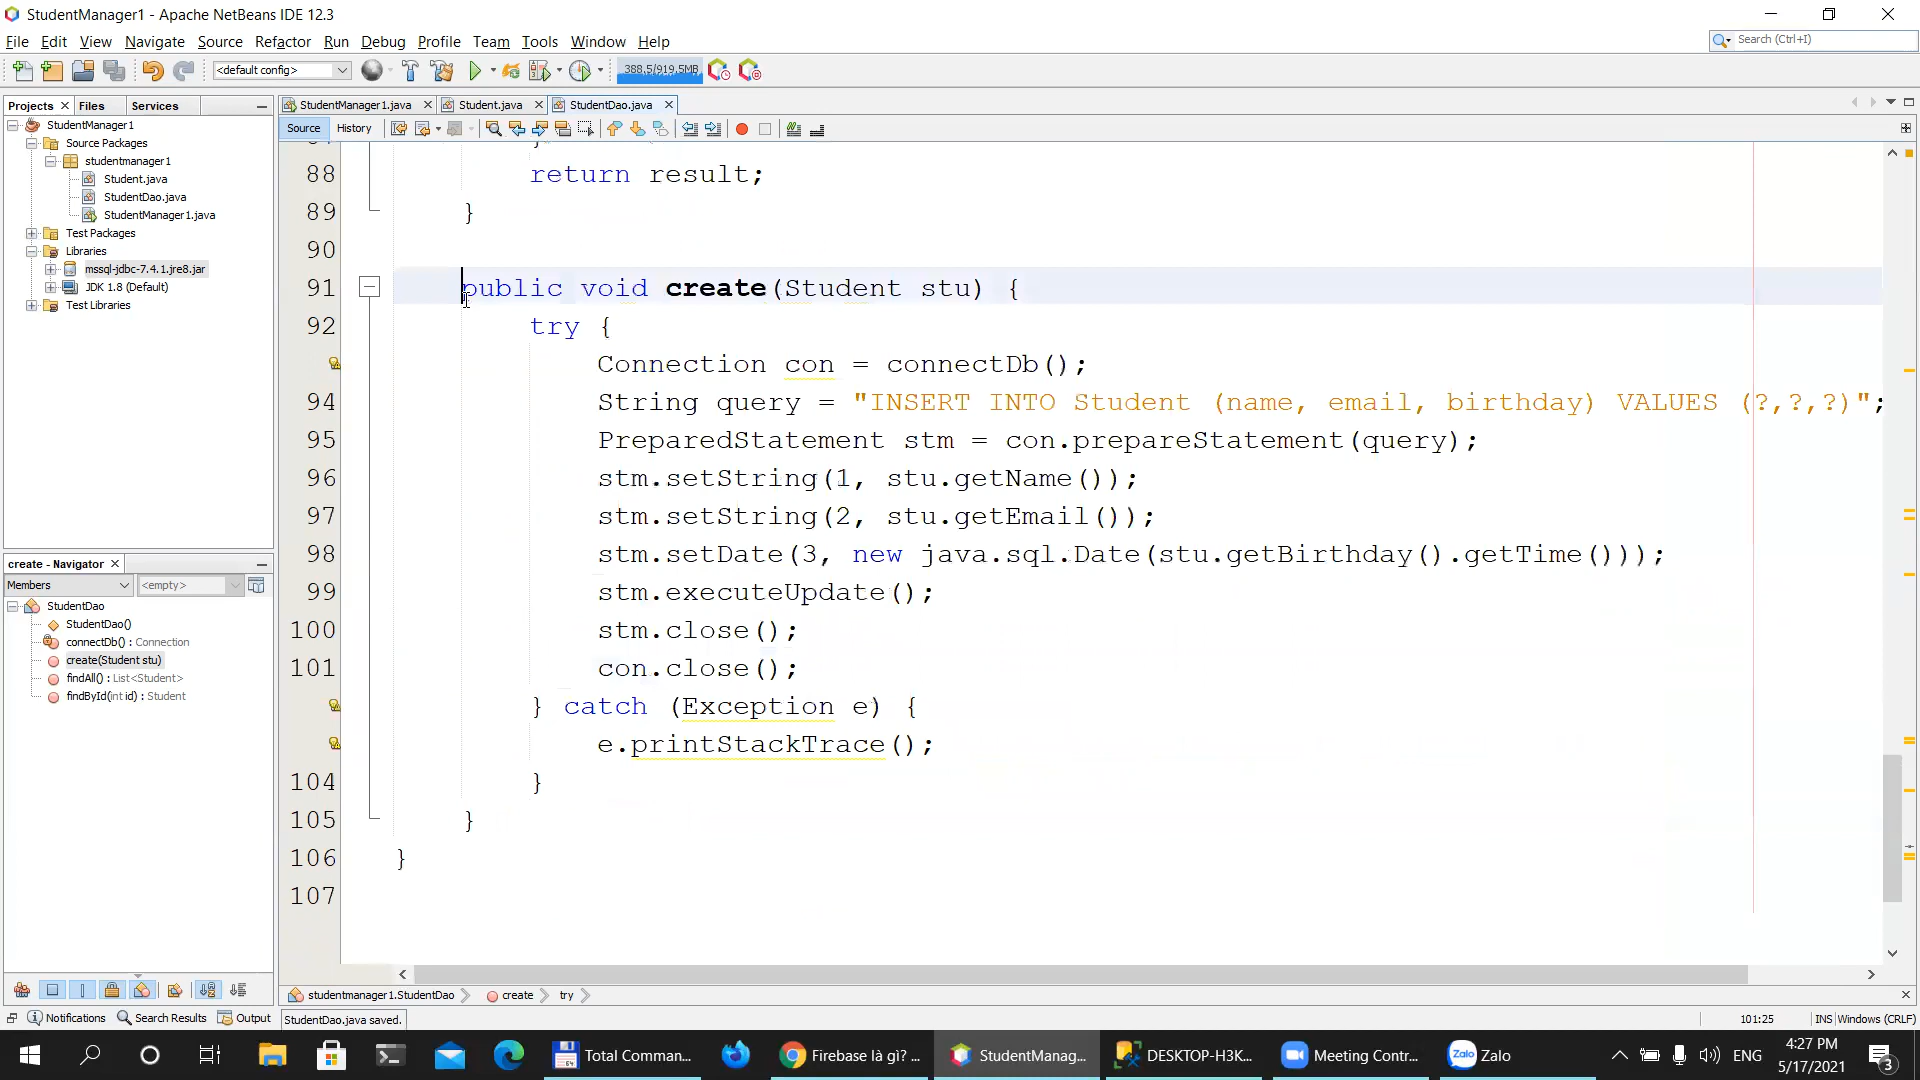 StudentManager1 - Apache NetBeans IDE 12.3
File Edit View Navigate Source Refactor Run Debug Profile Team Tools Window Help
Search (Ctrl+I)
<default config>
388.5/919.5MB
Projects Files Services
StudentManager1.java Student.java StudentDao.java
Source History
StudentManager1
Source Packages
studentmanager1
Student.java
StudentDao.java
StudentManager1.java
Test Packages
Libraries
mssql-jdbc-7.4.1.jre8.jar
JDK 1.8 (Default)
Test Libraries
88 return result;
89 }
90
91 public void create(Student stu) {
92 try {
Connection con = connectDb();
94 String query = "INSERT INTO Student (name, email, birthday) VALUES (?,?,?)";
95 PreparedStatement stm = con.prepareStatement(query);
96 stm.setString(1, stu.getName());
97 stm.setString(2, stu.getEmail());
98 stm.setDate(3, new java.sql.Date(stu.getBirthday().getTime()));
99 stm.executeUpdate();
100 stm.close();
101 con.close();
} catch (Exception e) {
e.printStackTrace();
104 }
105 }
106 }
107
create - Navigator
Members <empty>
StudentDao
StudentDao()
connectDb() : Connection
create(Student stu)
findAll() : List<Student>
findById(int id) : Student
studentmanager1.StudentDao create try
Notifications Search Results Output StudentDao.java saved. 101:25 INS Windows (CRLF)
Total Comman... Firebase là gì? ... StudentManag... DESKTOP-H3K... Meeting Contr... Zalo ENG
4:27 PM
5/17/2021
3